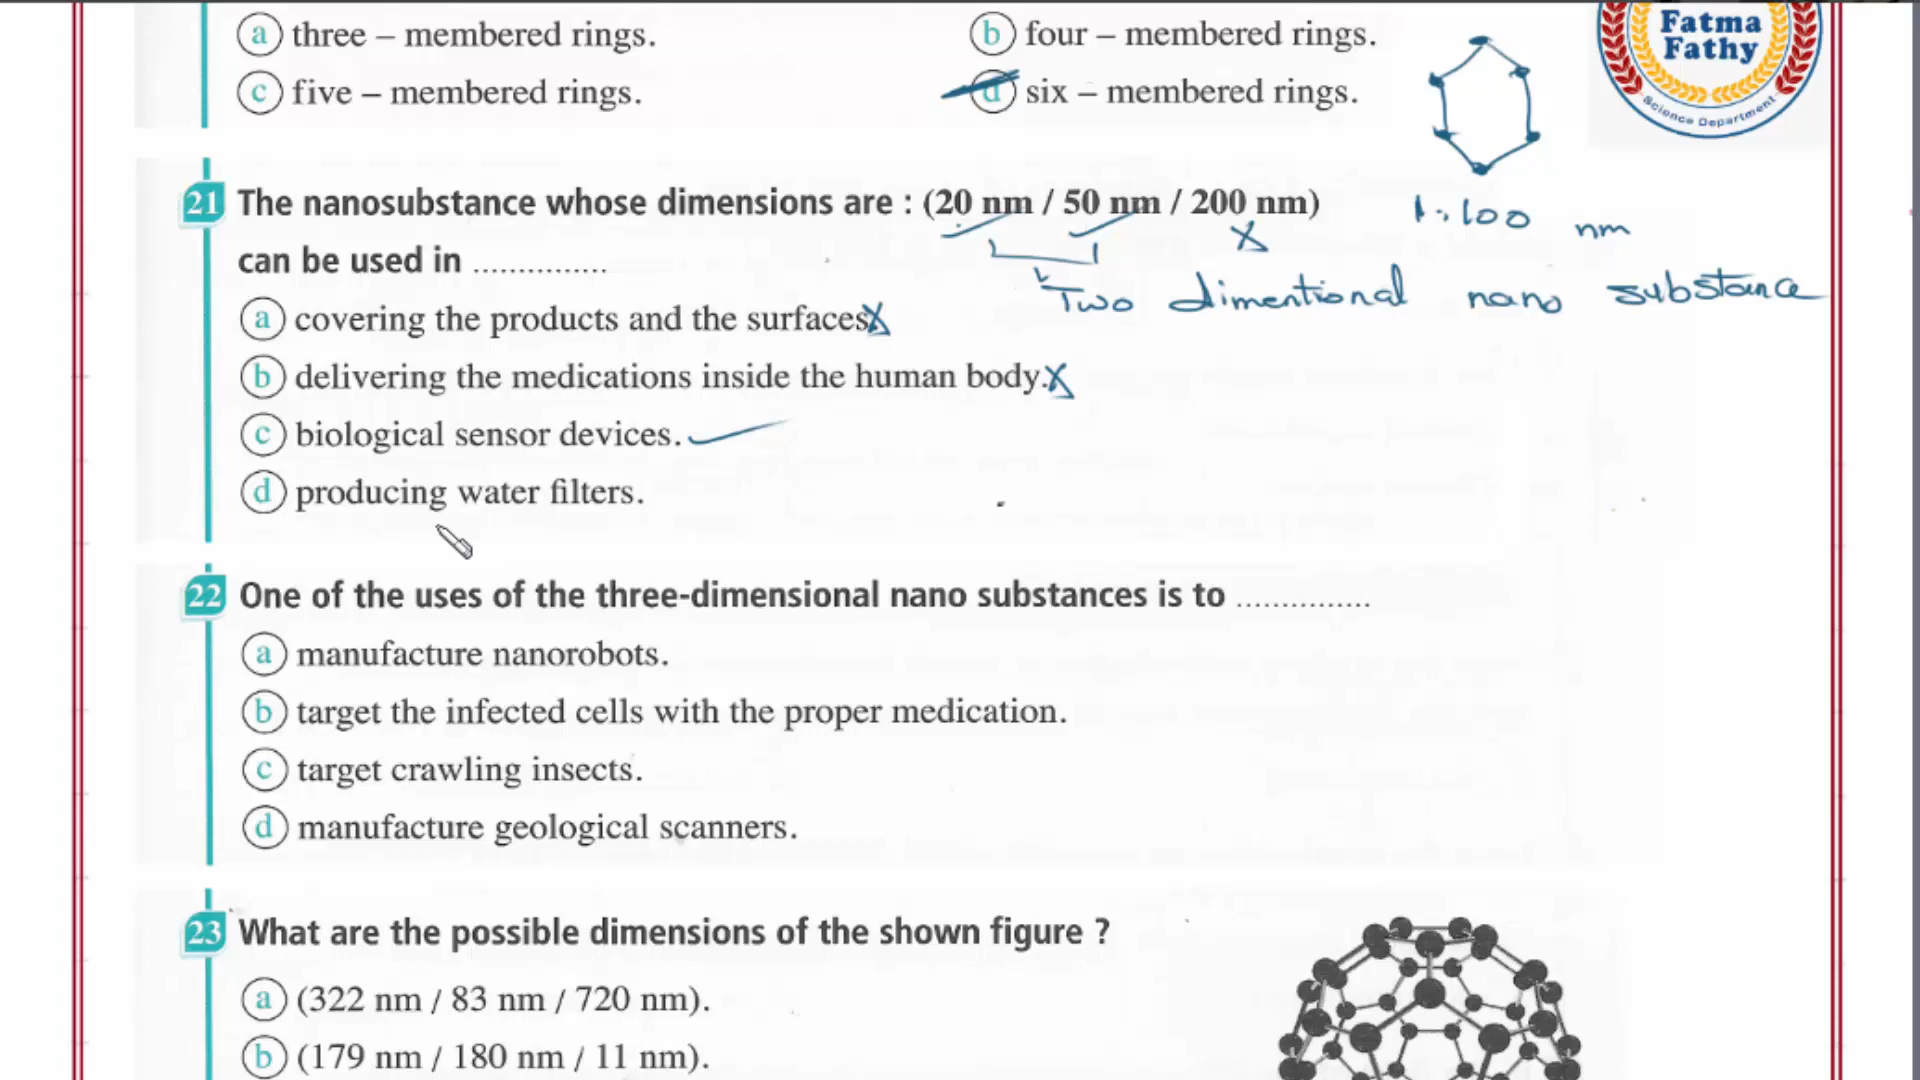 a three – membered rings.
b four – membered rings.
c five – membered rings.
d six – membered rings.
Fatma
Fathy
Science Department
21 The nanosubstance whose dimensions are : (20 nm / 50 nm / 200 nm)
1:100 nm
can be used in ...............
Two dimentional nano substance
a covering the products and the surfaces
b delivering the medications inside the human body.
c biological sensor devices.
d producing water filters.
22 One of the uses of the three-dimensional nano substances is to ...............
a manufacture nanorobots.
b target the infected cells with the proper medication.
c target crawling insects.
d manufacture geological scanners.
23 What are the possible dimensions of the shown figure ?
a (322 nm / 83 nm / 720 nm).
b (179 nm / 180 nm / 11 nm).